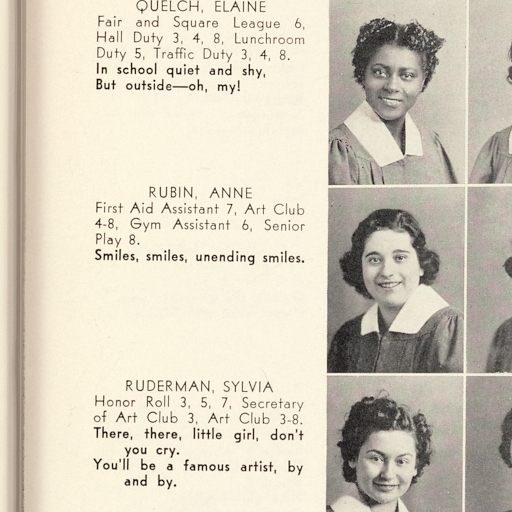 QUELCH, ELAINE
Fair and Square League 6,
Hall Duty 3, 4, 8, Lunchroom
Duty 5, Traffic Duty 3, 4, 8.
In school quiet and shy,
But outside—oh, my!
RUBIN, ANNE
First Aid Assistant 7, Art Club
4-8, Gym Assistant 6, Senior
Play 8.
Smiles, smiles, unending smiles.
RUDERMAN, SYLVIA
Honor Roll 3, 5, 7, Secretary
of Art Club 3, Art Club 3-8.
There, there, little girl, don't
you cry.
You'll be a famous artist, by
and by.